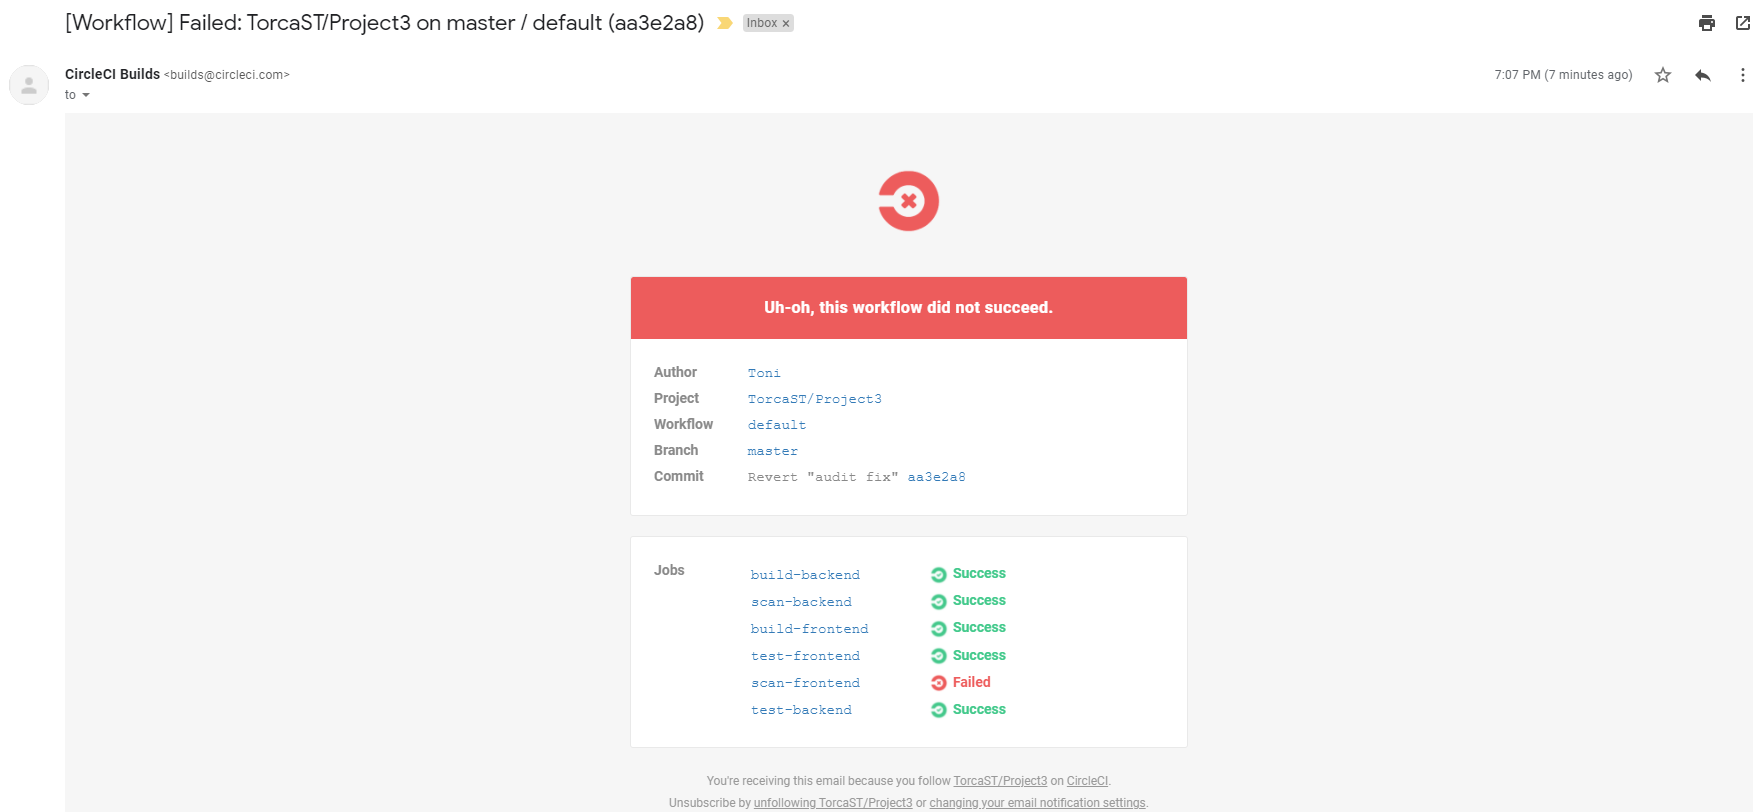 [Workflow] Failed: TorcaST/Project3 on master / default (aa3e2a8) Inbox ×
CircleCI Builds <builds@circleci.com> 7:07 PM (7 minutes ago)
to
Uh-oh, this workflow did not succeed.
Author Toni
Project TorcaST/Project3
Workflow default
Branch master
Commit Revert "audit fix" aa3e2a8
Jobs build-backend Success
scan-backend Success
build-frontend Success
test-frontend Success
scan-frontend Failed
test-backend Success
You're receiving this email because you follow TorcaST/Project3 on CircleCI.
Unsubscribe by unfollowing TorcaST/Project3 or changing your email notification settings.